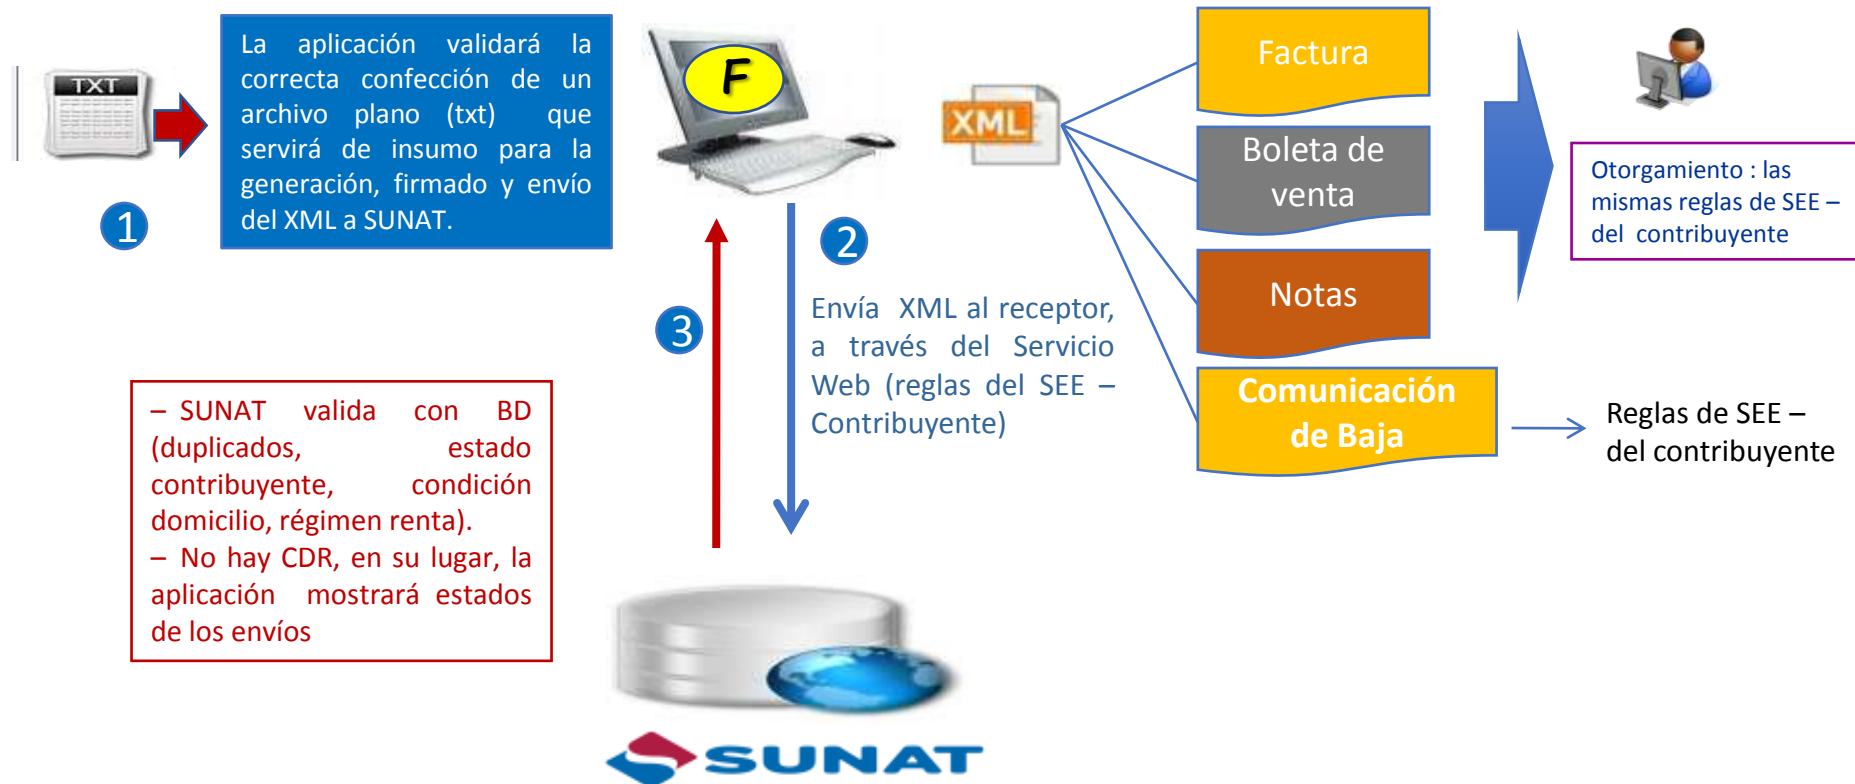 TXT
1
La aplicación validará la
correcta confección de un
archivo plano (txt) que
servirá de insumo para la
generación, firmado y envío
del XML a SUNAT.
F
2
Envía XML al receptor,
a través del Servicio
Web (reglas del SEE –
Contribuyente)
3
– SUNAT valida con BD
(duplicados, estado
contribuyente, condición
domicilio, régimen renta).
– No hay CDR, en su lugar, la
aplicación mostrará estados
de los envíos
SUNAT
XML
Factura
Boleta de
venta
Notas
Comunicación
de Baja
Otorgamiento : las
mismas reglas de SEE –
del contribuyente
Reglas de SEE –
del contribuyente